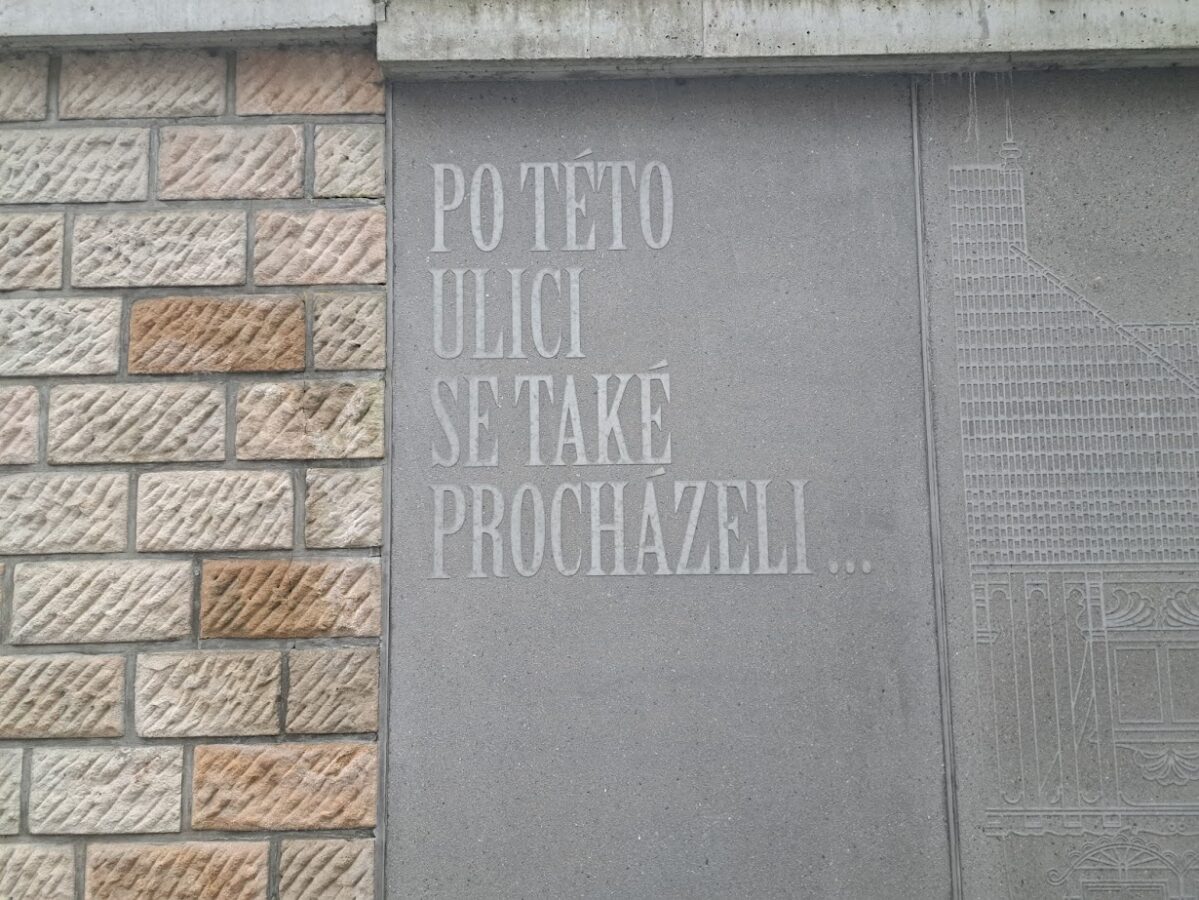 PO TÉTO
ULICI
SE TAKÉ
PROCHÁZELI ...